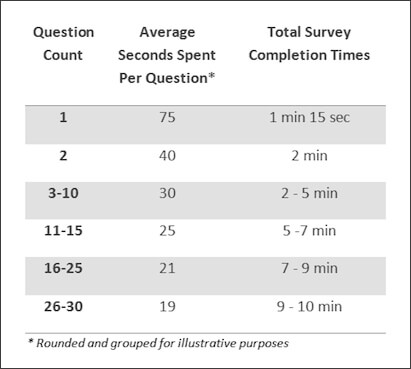 Question Count Average Seconds Spent Per Question* Total Survey Completion Times
1 75 1 min 15 sec
2 40 2 min
3-10 30 2 - 5 min
11-15 25 5 -7 min
16-25 21 7 - 9 min
26-30 19 9 - 10 min
* Rounded and grouped for illustrative purposes